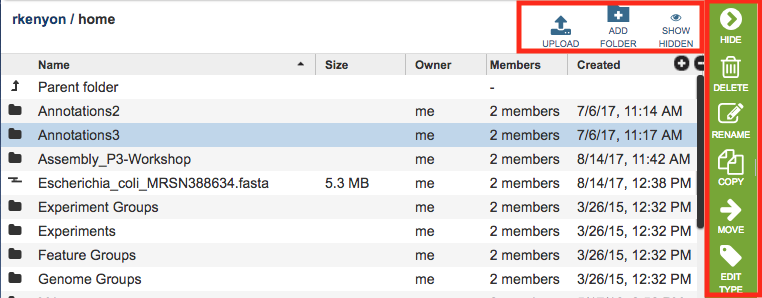 rkenyon / home
UPLOAD
ADD FOLDER
SHOW HIDDEN
Name Size Owner Members Created
Parent folder -
Annotations2 me 2 members 7/6/17, 11:14 AM
Annotations3 me 2 members 7/6/17, 11:17 AM
Assembly_P3-Workshop me 2 members 8/14/17, 11:42 AM
Escherichia_coli_MRSN388634.fasta 5.3 MB me 2 members 8/14/17, 12:38 PM
Experiment Groups me 2 members 3/26/15, 12:32 PM
Experiments me 2 members 3/26/15, 12:32 PM
Feature Groups me 2 members 3/26/15, 12:32 PM
Genome Groups me 2 members 3/26/15, 12:32 PM
HIDE
DELETE
RENAME
COPY
MOVE
EDIT
TYPE